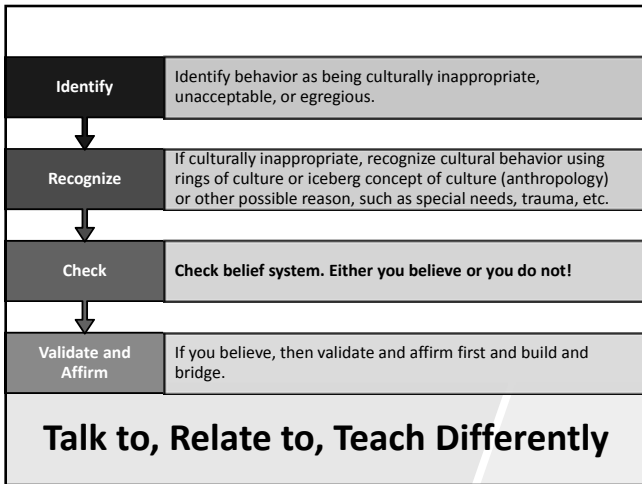 Identify
Identify behavior as being culturally inappropriate,
unacceptable, or egregious.
Recognize
If culturally inappropriate, recognize cultural behavior using
rings of culture or iceberg concept of culture (anthropology)
or other possible reason, such as special needs, trauma, etc.
Check
Check belief system. Either you believe or you do not!
Validate and
Affirm
If you believe, then validate and affirm first and build and
bridge.
Talk to, Relate to, Teach Differently